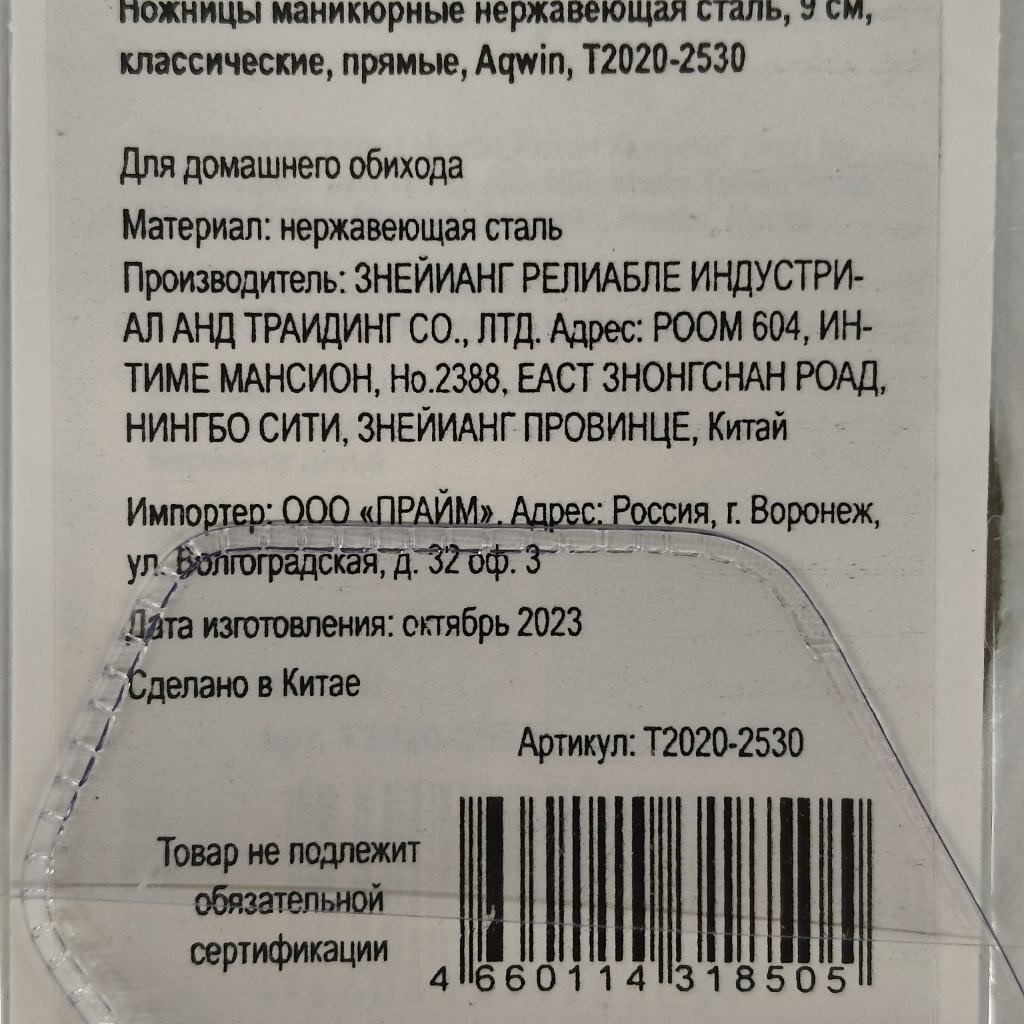 Ножницы маникюрные нержавеющая сталь, 9 см,
классические, прямые, Aqwin, T2020-2530
Для домашнего обихода
Материал: нержавеющая сталь
Производитель: ЗНЕЙИАНГ РЕЛИАБЛЕ ИНДУСТРИ-
АЛ АНД ТРАИДИНГ СО., ЛТД. Адрес: РООМ 604, ИН-
ТИМЕ МАНСИОН, Но.2388, ЕАСТ ЗНОНГСНАН РОАД,
НИНГБО СИТИ, ЗНЕЙИАНГ ПРОВИНЦЕ, Китай
Импортер: ООО «ПРАЙМ». Адрес: Россия, г. Воронеж,
ул. Волгоградская, д. 32 оф. 3
Дата изготовления: октябрь 2023
Сделано в Китае
Артикул: T2020-2530
Товар не подлежит
обязательной
сертификации
4 660114 318505